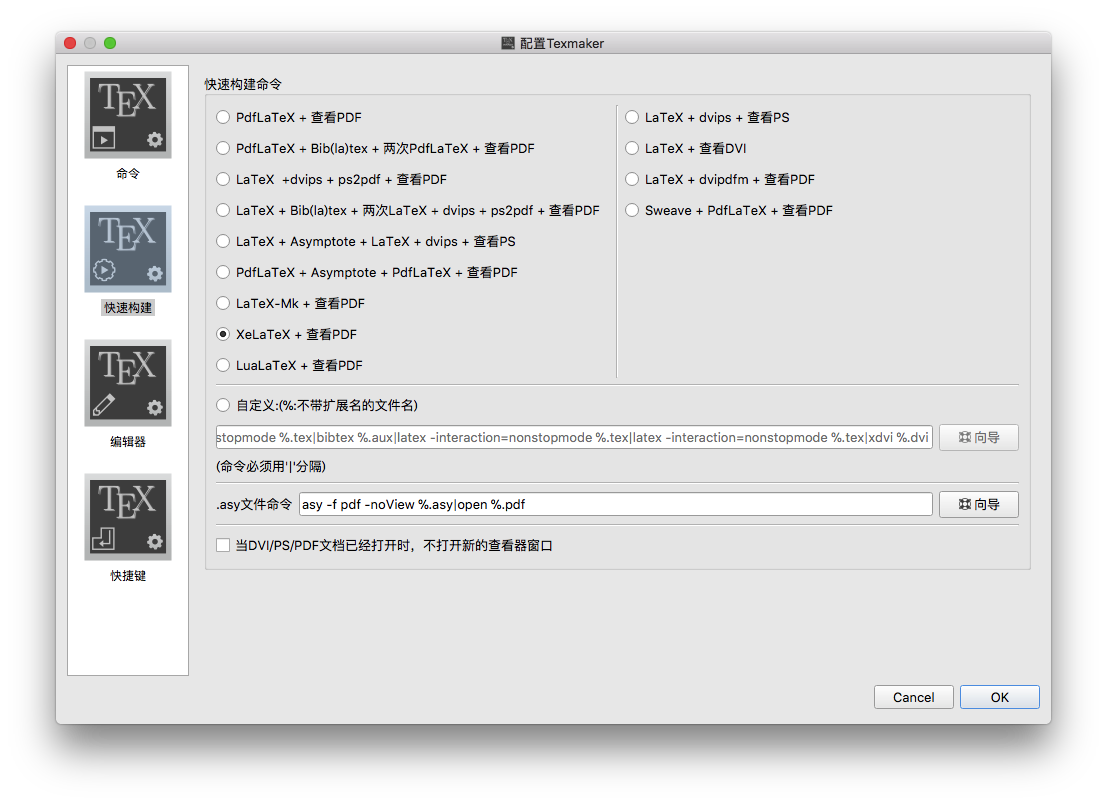 配置Texmaker
TEX
命令
TEX
快速构建
TEX
编辑器
TEX
快捷键
快速构建命令
PdfLaTeX + 查看PDF
PdfLaTeX + Bib(la)tex + 两次PdfLaTeX + 查看PDF
LaTeX +dvips + ps2pdf + 查看PDF
LaTeX + Bib(la)tex + 两次LaTeX + dvips + ps2pdf + 查看PDF
LaTeX + Asymptote + LaTeX + dvips + 查看PS
PdfLaTeX + Asymptote + PdfLaTeX + 查看PDF
LaTeX-Mk + 查看PDF
XeLaTeX + 查看PDF
LuaLaTeX + 查看PDF
LaTeX + dvips + 查看PS
LaTeX + 查看DVI
LaTeX + dvipdfm + 查看PDF
Sweave + PdfLaTeX + 查看PDF
自定义:(%:不带扩展名的文件名)
stopmode %.tex|bibtex %.aux|latex -interaction=nonstopmode %.tex|latex -interaction=nonstopmode %.tex|xdvi %.dvi
向导
(命令必须用'|'分隔)
.asy文件命令
asy -f pdf -noView %.asy|open %.pdf
向导
当DVI/PS/PDF文档已经打开时，不打开新的查看器窗口
Cancel
OK